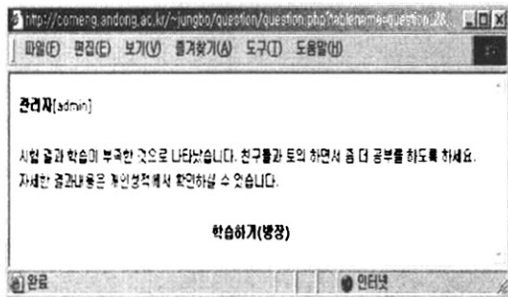 http://comeng.andong.ac.kr/~jungbo/question/question.php?tablename=question_2&
파일(F) 편집(E) 보기(V) 즐겨찾기(A) 도구(T) 도움말(H)
관리자[admin]
시험 결과 학습이 부족한 것으로 나타났습니다. 친구들과 토의 하면서 좀 더 공부를 하도록 하세요.
자세한 결과내용은 개인성적에서 확인하실 수 있습니다.
학습하기(방장)
완료 인터넷